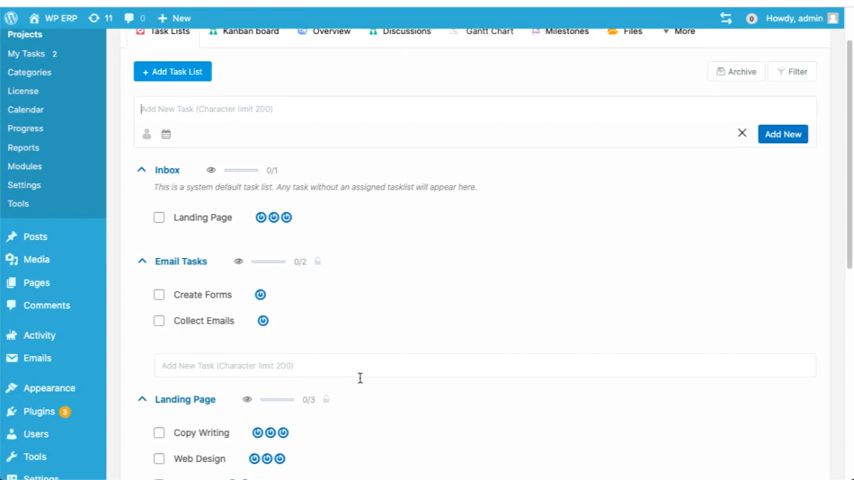 WP ERP 11 0 + New 0 Howdy, admin
Projects
My Tasks 2
Categories
License
Calendar
Progress
Reports
Modules
Settings
Tools
Posts
Media
Pages
Comments
Activity
Emails
Appearance
Plugins 3
Users
Tools
Settings
Task Lists Kanban board Overview Discussions Gantt Chart Milestones Files More
+ Add Task List Archive Filter
Add New Task (Character limit 200)
Add New
Inbox 0/1
This is a system default task list. Any task without an assigned tasklist will appear here.
Landing Page
Email Tasks 0/2
Create Forms
Collect Emails
Add New Task (Character limit 200)
Landing Page 0/3
Copy Writing
Web Design